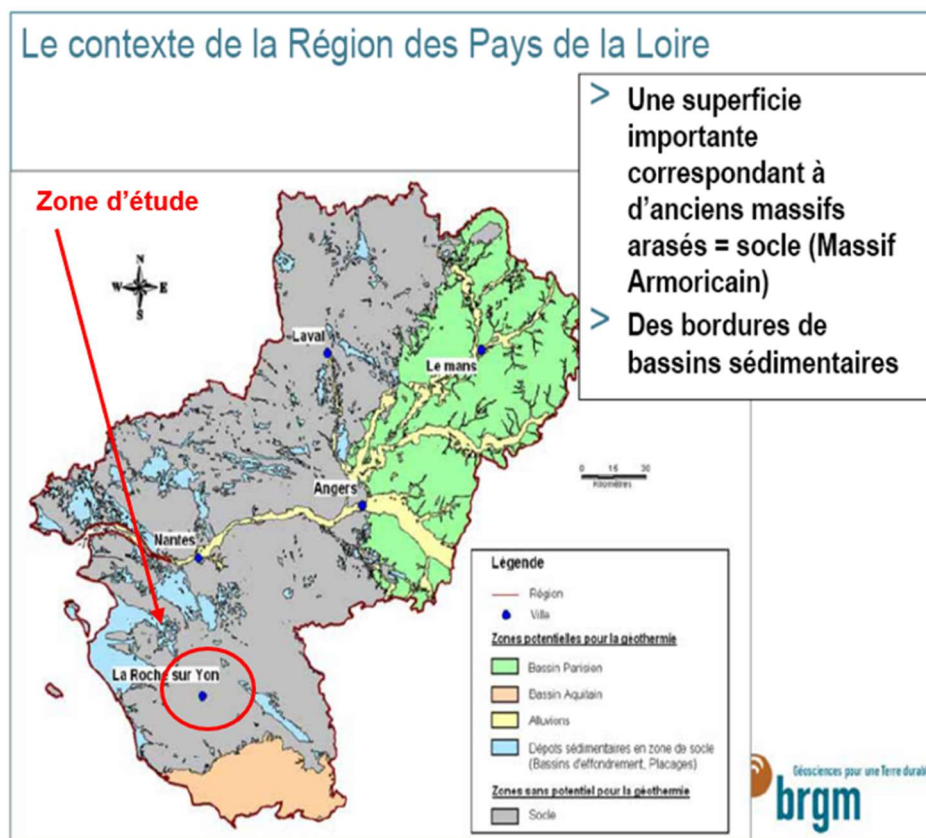 Le contexte de la Région des Pays de la Loire
> Une superficie
importante
correspondant à
d'anciens massifs
arasés = socle (Massif
Armoricain)
> Des bordures de
bassins sédimentaires
Zone d'étude
N
W E
S
Laval
Le mans
Angers
Nantes
La Roche sur Yon
0 15 30
Kilomètres
Légende
Région
Ville
Zones potentielles pour la géothermie
Bassin Parisien
Bassin Aquitain
Alluvions
Dépots sédimentaires en zone de socle
(Bassins d'effondrement, Placages)
Zones sans potentiel pour la géothermie
Socle
Géosciences pour une Terre durable
brgm